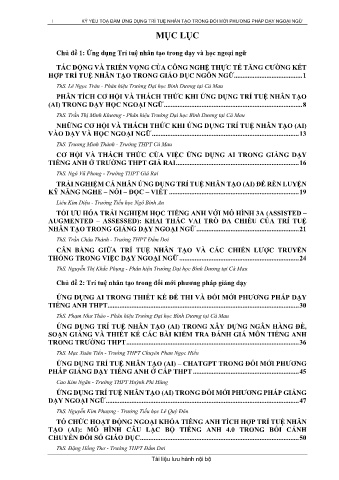 i KỶ YẾU TỌA ĐÀM ỨNG DỤNG TRÍ TUỆ NHÂN TẠO TRONG ĐỔI MỚI PHƯƠNG PHÁP DẠY NGOẠI NGỮ
MỤC LỤC
Chủ đề 1: Ứng dụng Trí tuệ nhân tạo trong dạy và học ngoại ngữ
TÁC ĐỘNG VÀ TRIỂN VỌNG CỦA CÔNG NGHỆ THỰC TẾ TĂNG CƯỜNG KẾT
HỢP TRÍ TUỆ NHÂN TẠO TRONG GIÁO DỤC NGÔN NGỮ ........ 1
ThS. Lê Ngọc Trân - Phân hiệu Trường Đại học Bình Dương tại Cà Mau
PHÂN TÍCH CƠ HỘI VÀ THÁCH THỨC KHI ỨNG DỤNG TRÍ TUỆ NHÂN TẠO
(AI) TRONG DẠY HỌC NGOẠI NGỮ ........ 8
ThS. Trần Thị Minh Khương - Phân hiệu Trường Đại học Bình Dương tại Cà Mau
NHỮNG CƠ HỘI VÀ THÁCH THỨC KHI ỨNG DỤNG TRÍ TUỆ NHÂN TẠO (AI)
VÀO DẠY VÀ HỌC NGOẠI NGỮ ........ 13
ThS. Trương Minh Thành - Trường THPT Cà Mau
CƠ HỘI VÀ THÁCH THỨC CỦA VIỆC ỨNG DỤNG AI TRONG GIẢNG DẠY
TIẾNG ANH Ở TRƯỜNG THPT GIÁ RAI ........ 16
ThS. Ngô Vũ Phong - Trường THPT Giá Rai
TRẢI NGHIỆM CÁ NHÂN ỨNG DỤNG TRÍ TUỆ NHÂN TẠO (AI) ĐỂ RÈN LUYỆN
KỸ NĂNG NGHE – NÓI – ĐỌC – VIẾT ........ 19
Liêu Kim Diệu - Trường Tiểu học Ngô Bình An
TỐI ƯU HÓA TRẢI NGHIỆM HỌC TIẾNG ANH VỚI MÔ HÌNH 3A (ASSISTED –
AUGMENTED – ASSESSED): KHAI THÁC VAI TRÒ ĐA CHIỀU CỦA TRÍ TUỆ
NHÂN TẠO TRONG GIẢNG DẠY NGOẠI NGỮ ........ 21
ThS. Trần Châu Thành - Trường THPT Đầm Dơi
CÂN BẰNG GIỮA TRÍ TUỆ NHÂN TẠO VÀ CÁC CHIẾN LƯỢC TRUYỀN
THỐNG TRONG VIỆC DẠY NGOẠI NGỮ ........ 24
ThS. Nguyễn Thị Khắc Phụng - Phân hiệu Trường Đại học Bình Dương tại Cà Mau
Chủ đề 2: Trí tuệ nhân tạo trong đổi mới phương pháp giảng dạy
ỨNG DỤNG AI TRONG THIẾT KẾ ĐỀ THI VÀ ĐỔI MỚI PHƯƠNG PHÁP DẠY
TIẾNG ANH THPT ........ 30
ThS. Phạm Như Thảo - Phân hiệu Trường Đại học Bình Dương tại Cà Mau
ỨNG DỤNG TRÍ TUỆ NHÂN TẠO (AI) TRONG XÂY DỰNG NGÂN HÀNG ĐỀ,
SOẠN GIẢNG VÀ THIẾT KẾ CÁC BÀI KIỂM TRA ĐÁNH GIÁ MÔN TIẾNG ANH
TRONG TRƯỜNG THPT ........ 36
ThS. Mạc Xuân Tiến - Trường THPT Chuyên Phan Ngọc Hiển
ỨNG DỤNG TRÍ TUỆ NHÂN TẠO (AI) – CHATGPT TRONG ĐỔI MỚI PHƯƠNG
PHÁP GIẢNG DẠY TIẾNG ANH Ở CẤP THPT ........ 45
Cao Kim Ngân - Trường THPT Huỳnh Phi Hùng
ỨNG DỤNG TRÍ TUỆ NHÂN TẠO (AI) TRONG ĐỔI MỚI PHƯƠNG PHÁP GIẢNG
DẠY NGOẠI NGỮ ........ 47
ThS. Nguyễn Kim Phượng - Trường Tiểu học Lê Quý Đôn
TỔ CHỨC HOẠT ĐỘNG NGOẠI KHÓA TIẾNG ANH TÍCH HỢP TRÍ TUỆ NHÂN
TẠO (AI): MÔ HÌNH CÂU LẠC BỘ TIẾNG ANH 4.0 TRONG BỐI CẢNH
CHUYỂN ĐỔI SỐ GIÁO DỤC ........ 50
ThS. Đặng Hồng Thơ - Trường THPT Đầm Dơi
Tài liệu lưu hành nội bộ